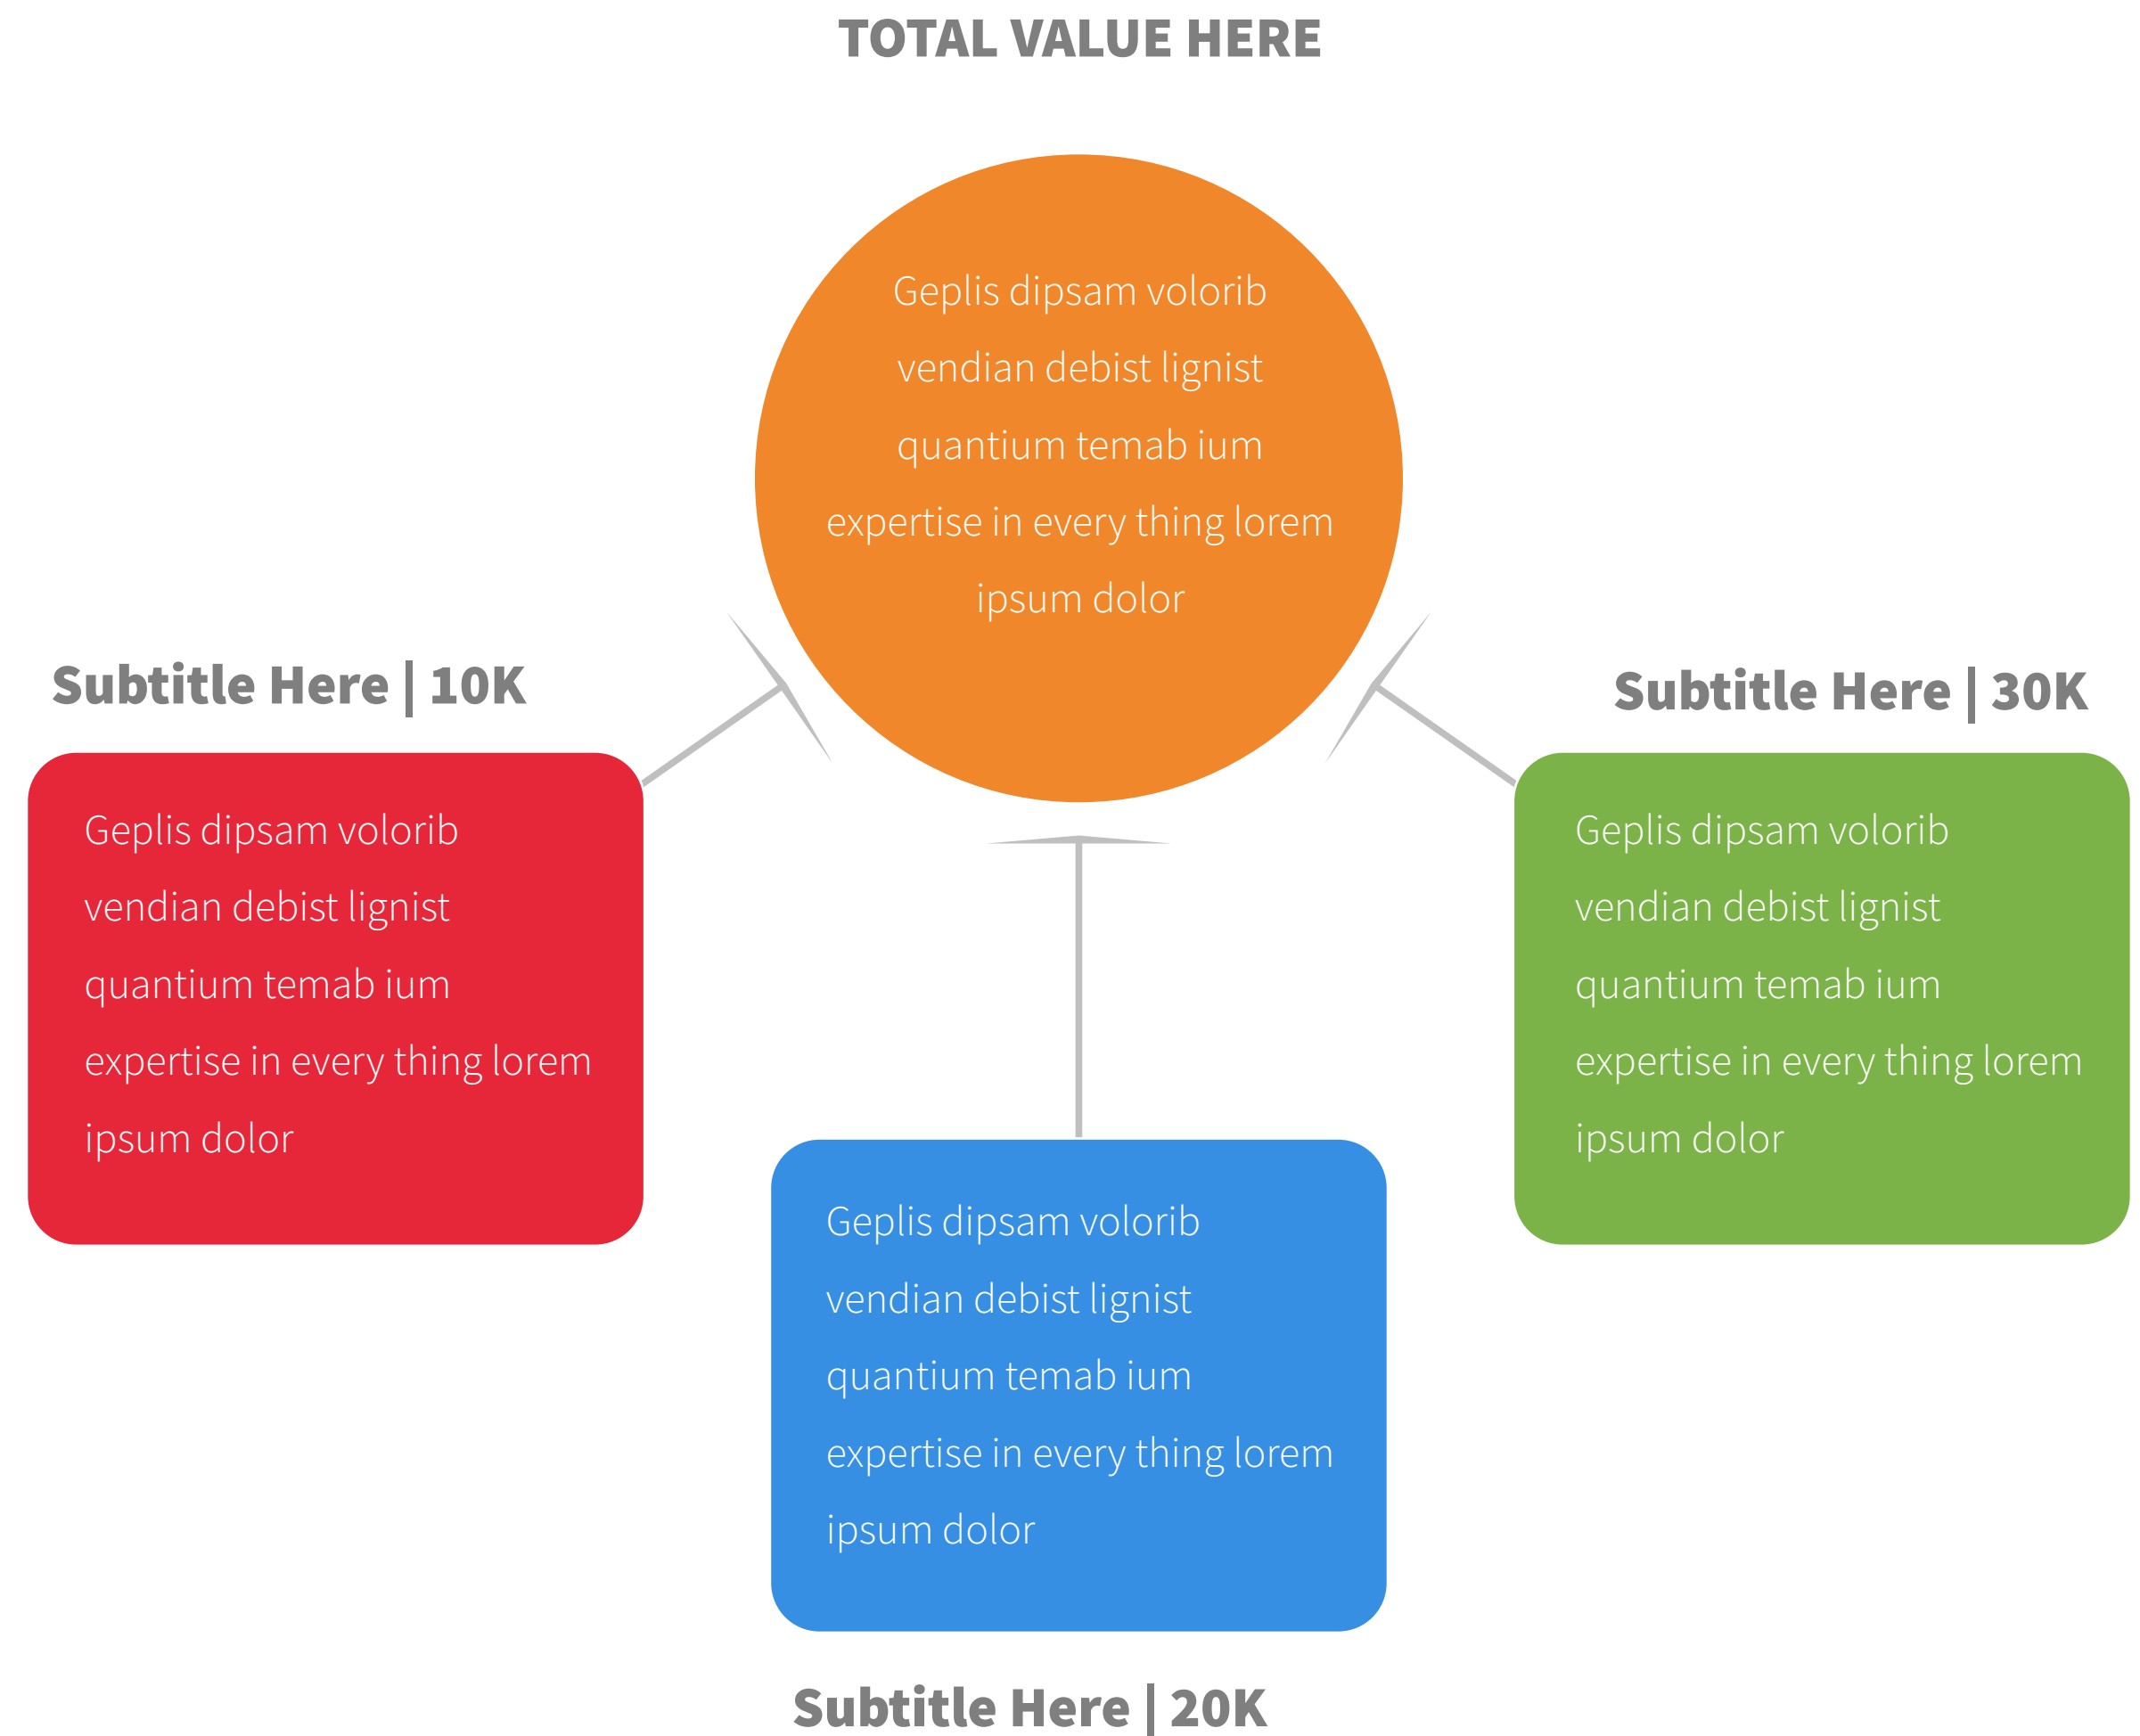 TOTAL VALUE HERE
Geplis dipsam volorib
vendian debist lignist
quantium temab ium
expertise in every thing lorem
ipsum dolor
Subtitle Here | 10K
Geplis dipsam volorib
vendian debist lignist
quantium temab ium
expertise in every thing lorem
ipsum dolor
Subtitle Here | 30K
Geplis dipsam volorib
vendian debist lignist
quantium temab ium
expertise in every thing lorem
ipsum dolor
Geplis dipsam volorib
vendian debist lignist
quantium temab ium
expertise in every thing lorem
ipsum dolor
Subtitle Here | 20K